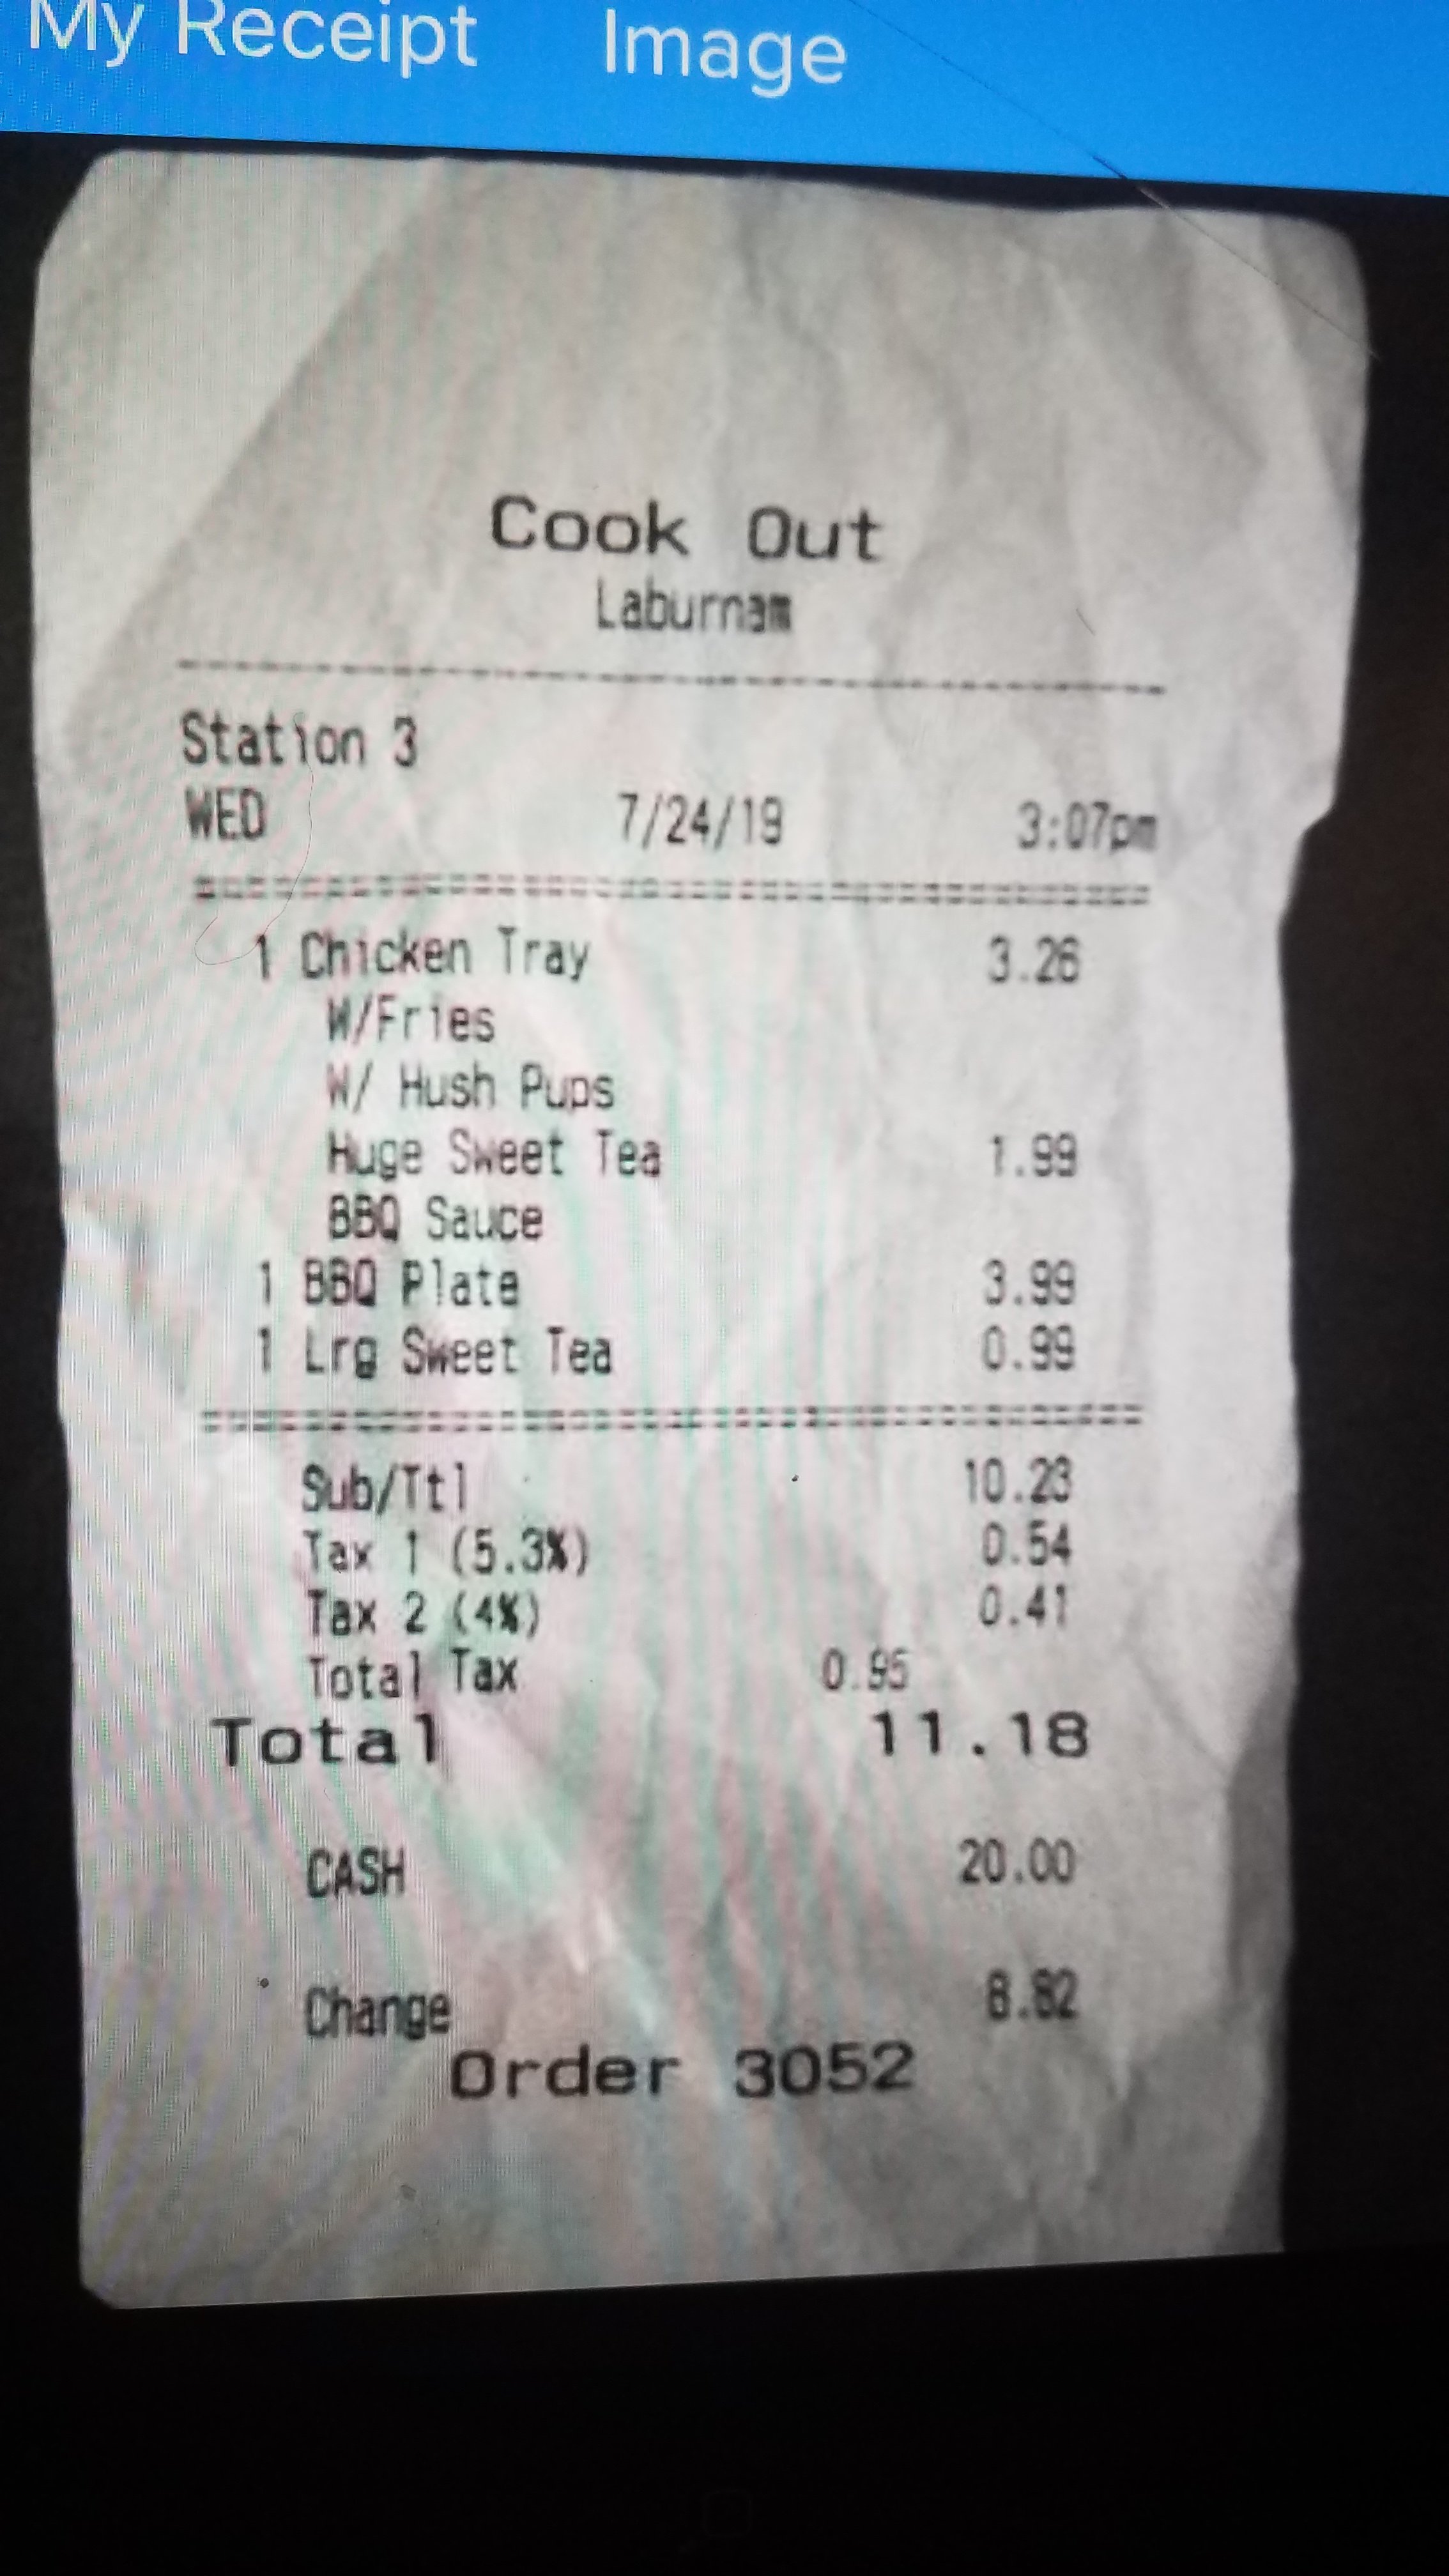 My Receipt Image
Cook Out
Laburnam
Station 3
WED 7/24/19 3:07pm
1 Chicken Tray 3.26
W/Fries
W/ Hush Pups
Huge Sweet Tea 1.99
BBQ Sauce
1 BBQ Plate 3.99
1 Lrg Sweet Tea 0.99
Sub/Ttl 10.23
Tax 1 (5.3%) 0.54
Tax 2 (4%) 0.41
Total Tax 0.95
Total 11.18
CASH 20.00
Change 8.82
Order 3052